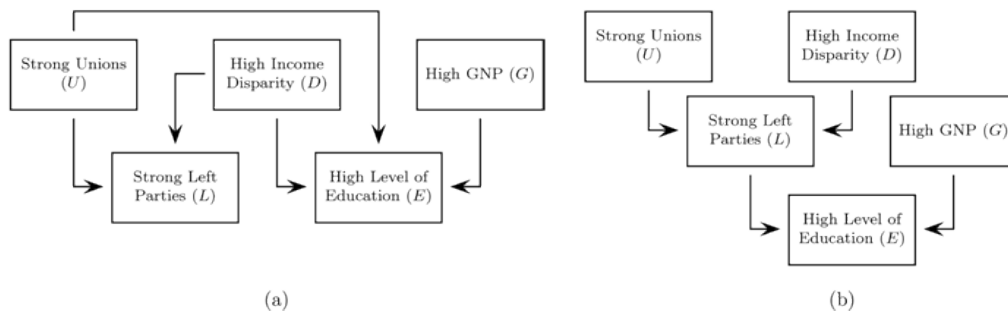 Strong Unions
(U)
High Income
Disparity (D)
High GNP (G)
Strong Left
Parties (L)
High Level of
Education (E)
(a)
Strong Unions
(U)
High Income
Disparity (D)
Strong Left
Parties (L)
High GNP (G)
High Level of
Education (E)
(b)